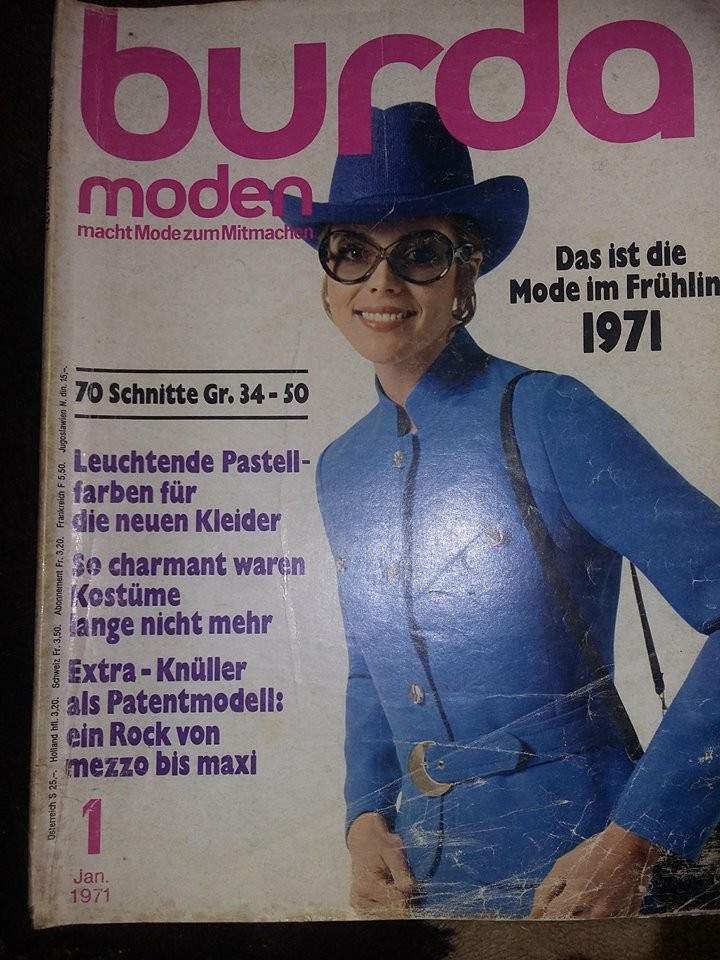 burda
moden
macht Mode zum Mitmachen
Das ist die
Mode im Frühlin
1971
70 Schnitte Gr. 34-50
Leuchtende Pastell-
farben für
die neuen Kleider
So charmant waren
Kostüme
lange nicht mehr
Extra-Knüller
als Patentmodell:
ein Rock von
mezzo bis maxi
1
Jan.
1971
Österreich S 25,-. Holland hfl. 3,20. Schweiz Fr. 3,50. Abonnement Fr. 3,20. Frankreich F 5,50. Jugoslawien N. din. 15,-.